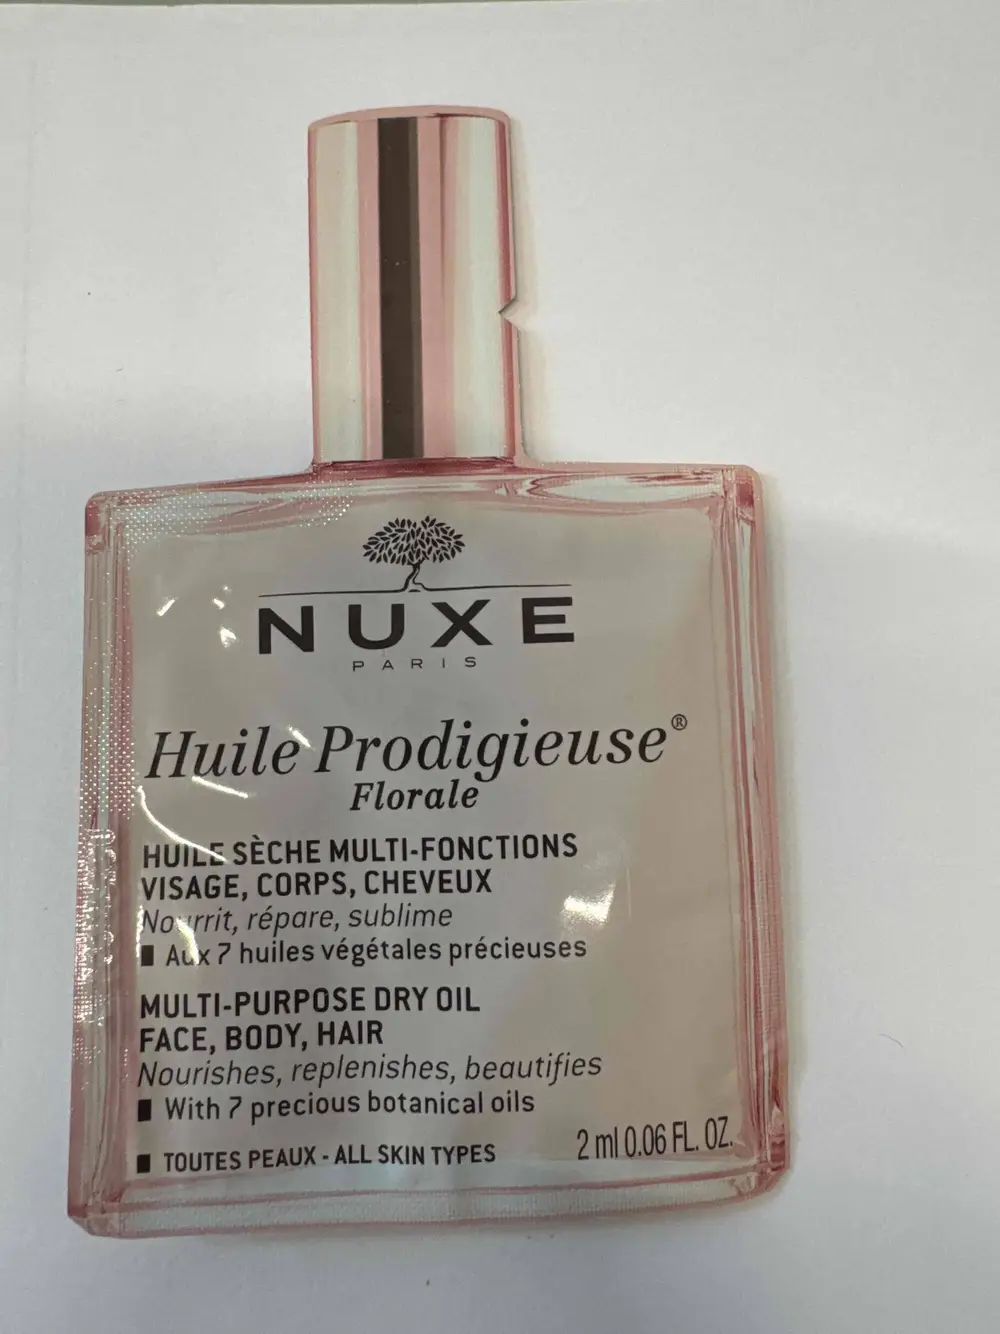 NUXE
PARIS
Huile Prodigieuse®
Florale
HUILE SÈCHE MULTI-FONCTIONS
VISAGE, CORPS, CHEVEUX
Nourrit, répare, sublime
■ Aux 7 huiles végétales précieuses
MULTI-PURPOSE DRY OIL
FACE, BODY, HAIR
Nourishes, replenishes, beautifies
■ With 7 precious botanical oils
■ TOUTES PEAUX - ALL SKIN TYPES
2 ml 0.06 FL. OZ.